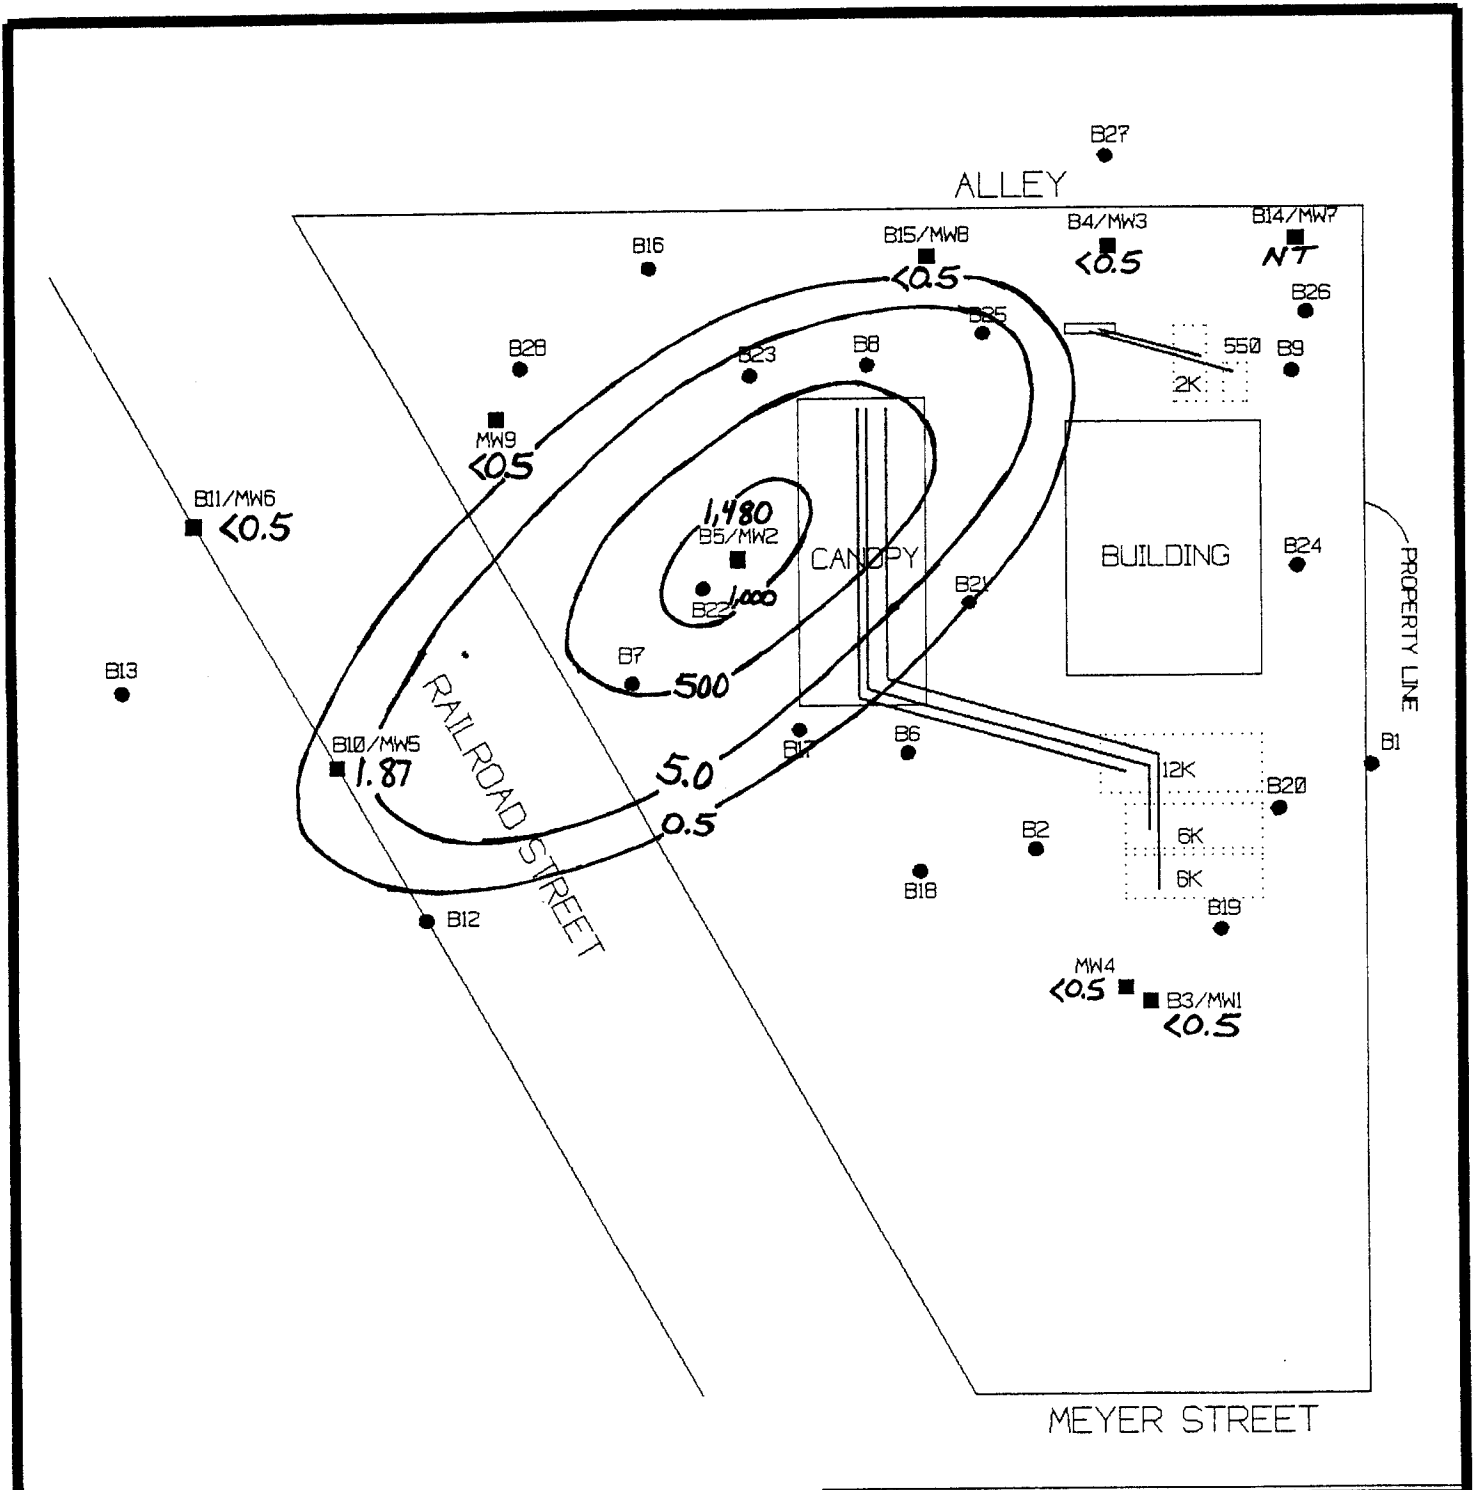 B27
ALLEY
B4/MW3
<0.5
B14/MW7
NT
B15/MW8
<0.5
B16
B26
B25
550
B9
2K
B28
B23
B8
MW9
<0.5
B11/MW6
<0.5
1,480
B5/MW2
CANOPY
BUILDING
B24
PROPERTY LINE
B22
1,000
B21
B13
B7
500
RAILROAD STREET
B10/MW5
1.87
B17
B6
B1
5.0
12K
B20
0.5
6K
B2
6K
B18
B12
B19
MW4
<0.5
B3/MW1
<0.5
MEYER STREET